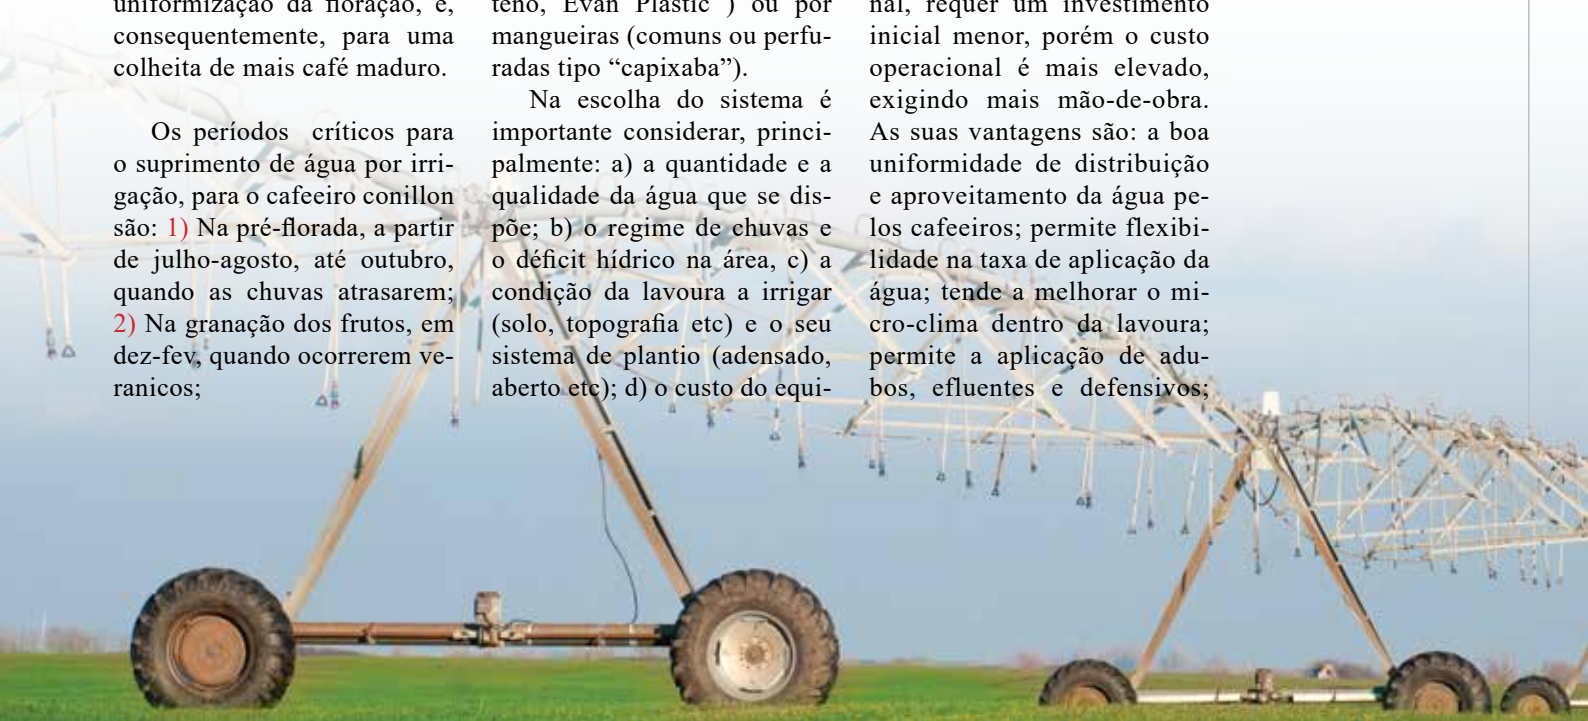 uniformização da floração, e,
consequentemente, para uma
colheita de mais café maduro.
Os períodos críticos para
o suprimento de água por irri-
gação, para o cafeeiro conillon
são: 1) Na pré-florada, a partir
de julho-agosto, até outubro,
quando as chuvas atrasarem;
2) Na granação dos frutos, em
dez-fev, quando ocorrerem ve-
ranicos;
teno, Evan Plastic ) ou por
mangueiras (comuns ou perfu-
radas tipo “capixaba”).
Na escolha do sistema é
importante considerar, princi-
palmente: a) a quantidade e a
qualidade da água que se dis-
põe; b) o regime de chuvas e
o déficit hídrico na área, c) a
condição da lavoura a irrigar
(solo, topografia etc) e o seu
sistema de plantio (adensado,
aberto etc); d) o custo do equi-
nal, requer um investimento
inicial menor, porém o custo
operacional é mais elevado,
exigindo mais mão-de-obra.
As suas vantagens são: a boa
uniformidade de distribuição
e aproveitamento da água pe-
los cafeeiros; permite flexibi-
lidade na taxa de aplicação da
água; tende a melhorar o mi-
cro-clima dentro da lavoura;
permite a aplicação de adu-
bos, efluentes e defensivos;